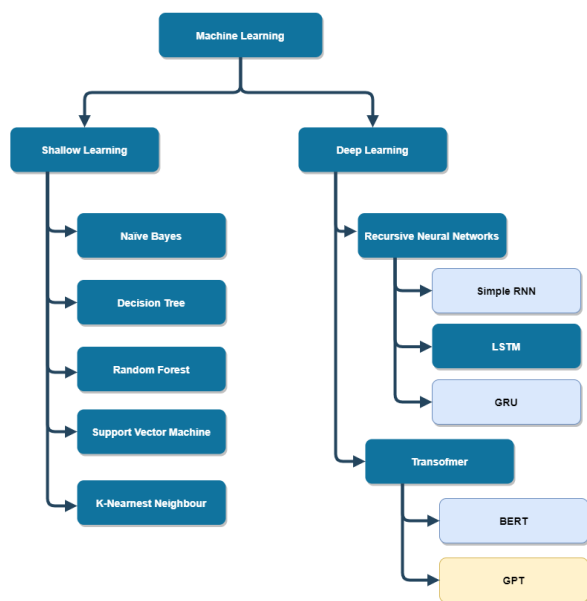 Machine Learning
Shallow Learning
Deep Learning
Naïve Bayes
Recursive Neural Networks
Decision Tree
Simple RNN
LSTM
Random Forest
GRU
Support Vector Machine
Transofmer
K-Nearnest Neighbour
BERT
GPT